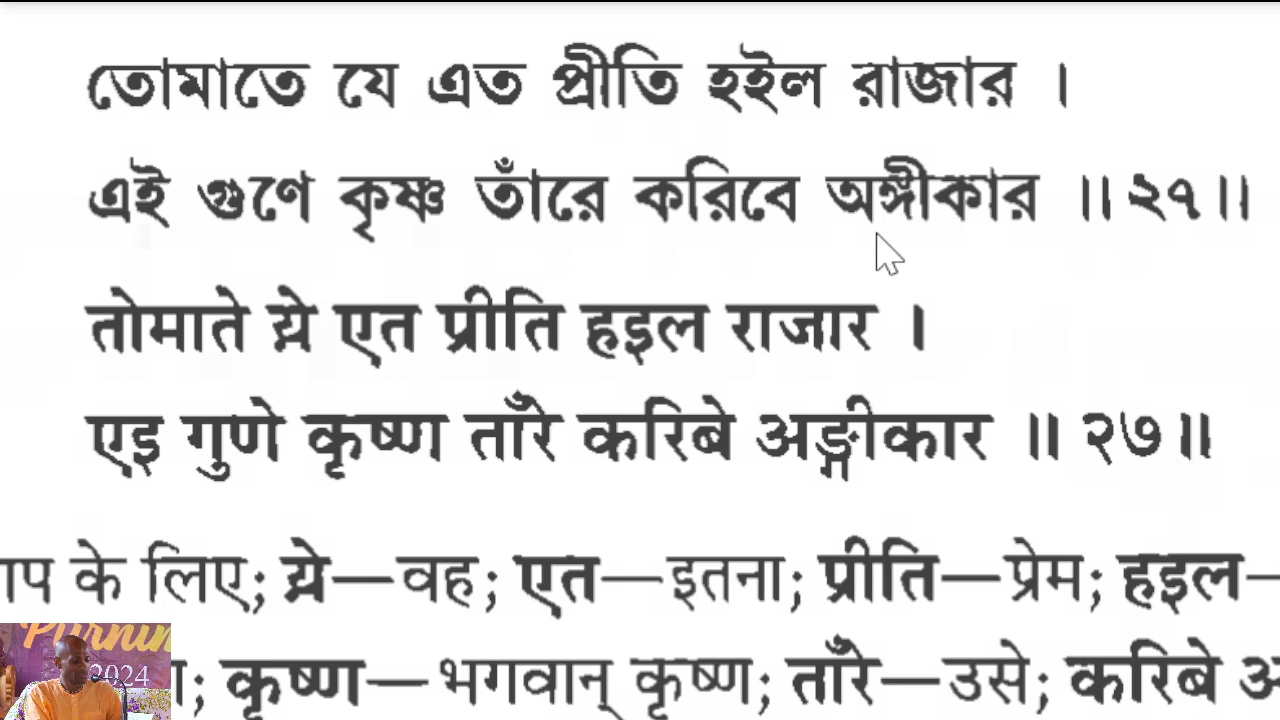 তোমাতে যে এত প্রীতি হইল রাজার ।
এই গুণে কৃষ্ণ তাঁরে করিবে অঙ্গীকার ॥ ২৭॥
तोमाते ग़े एत प्रीति हइल राजार ।
एइ गुणे कृष्ण ताँरे करिबे अङ्गीकार ॥ २७॥
के लिए; ग़े—वह; एत—इतना; प्रीति—प्रेम; हइल—
कृष्ण—भगवान् कृष्ण; ताँरे—उसे; करिबे
2024